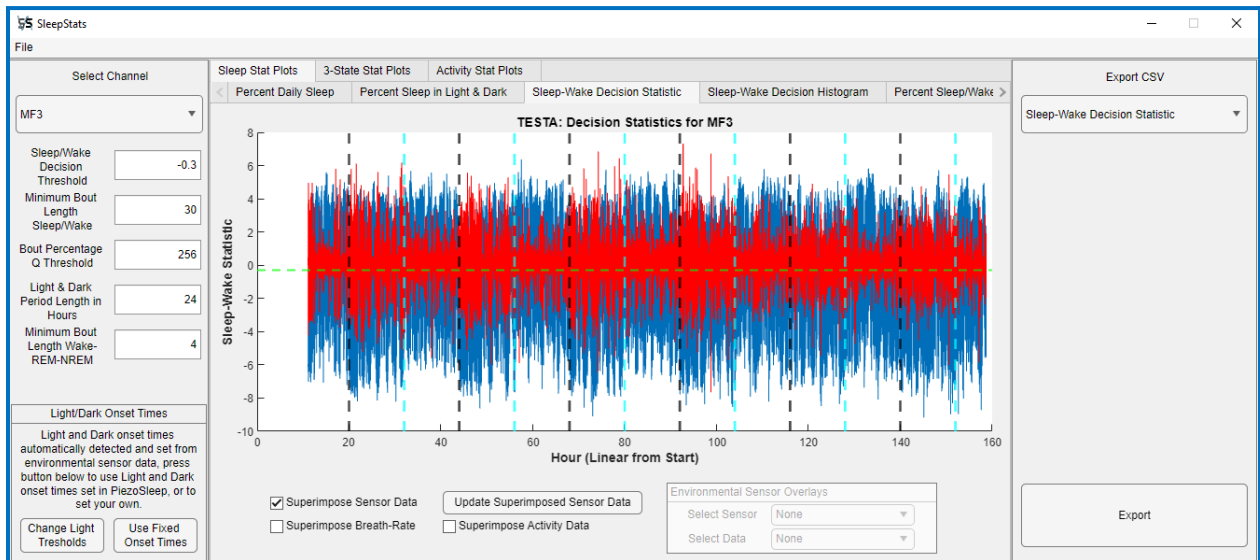 SleepStats
File
Select Channel
MF3
Sleep/Wake
Decision
Threshold
-0.3
Minimum Bout
Length
Sleep/Wake
30
Bout Percentage
Q Threshold
256
Light & Dark
Period Length in
Hours
24
Minimum Bout
Length Wake-
REM-NREM
4
Light/Dark Onset Times
Light and Dark onset times
automatically detected and set from
environmental sensor data, press
button below to use Light and Dark
onset times set in PiezoSleep, or to
set your own.
Change Light
Tresholds
Use Fixed
Onset Times
Sleep Stat Plots 3-State Stat Plots Activity Stat Plots
Percent Daily Sleep Percent Sleep in Light & Dark Sleep-Wake Decision Statistic Sleep-Wake Decision Histogram Percent Sleep/Wake
TESTA: Decision Statistics for MF3
Sleep-Wake Statistic
8
6
4
2
0
-2
-4
-6
-8
-10
0 20 40 60 80 100 120 140 160
Hour (Linear from Start)
Superimpose Sensor Data
Update Superimposed Sensor Data
Superimpose Breath-Rate
Superimpose Activity Data
Environmental Sensor Overlays
Select Sensor None
Select Data None
Export CSV
Sleep-Wake Decision Statistic
Export